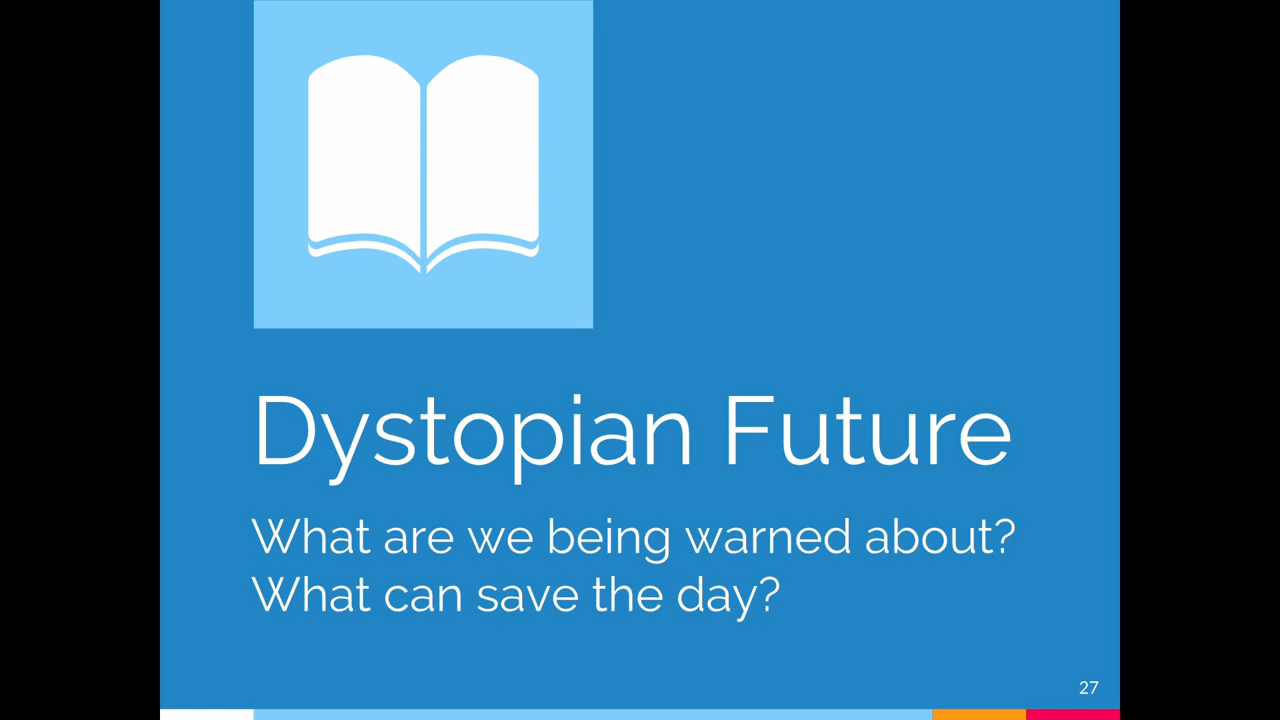 Dystopian Future
What are we being warned about?
What can save the day?
27